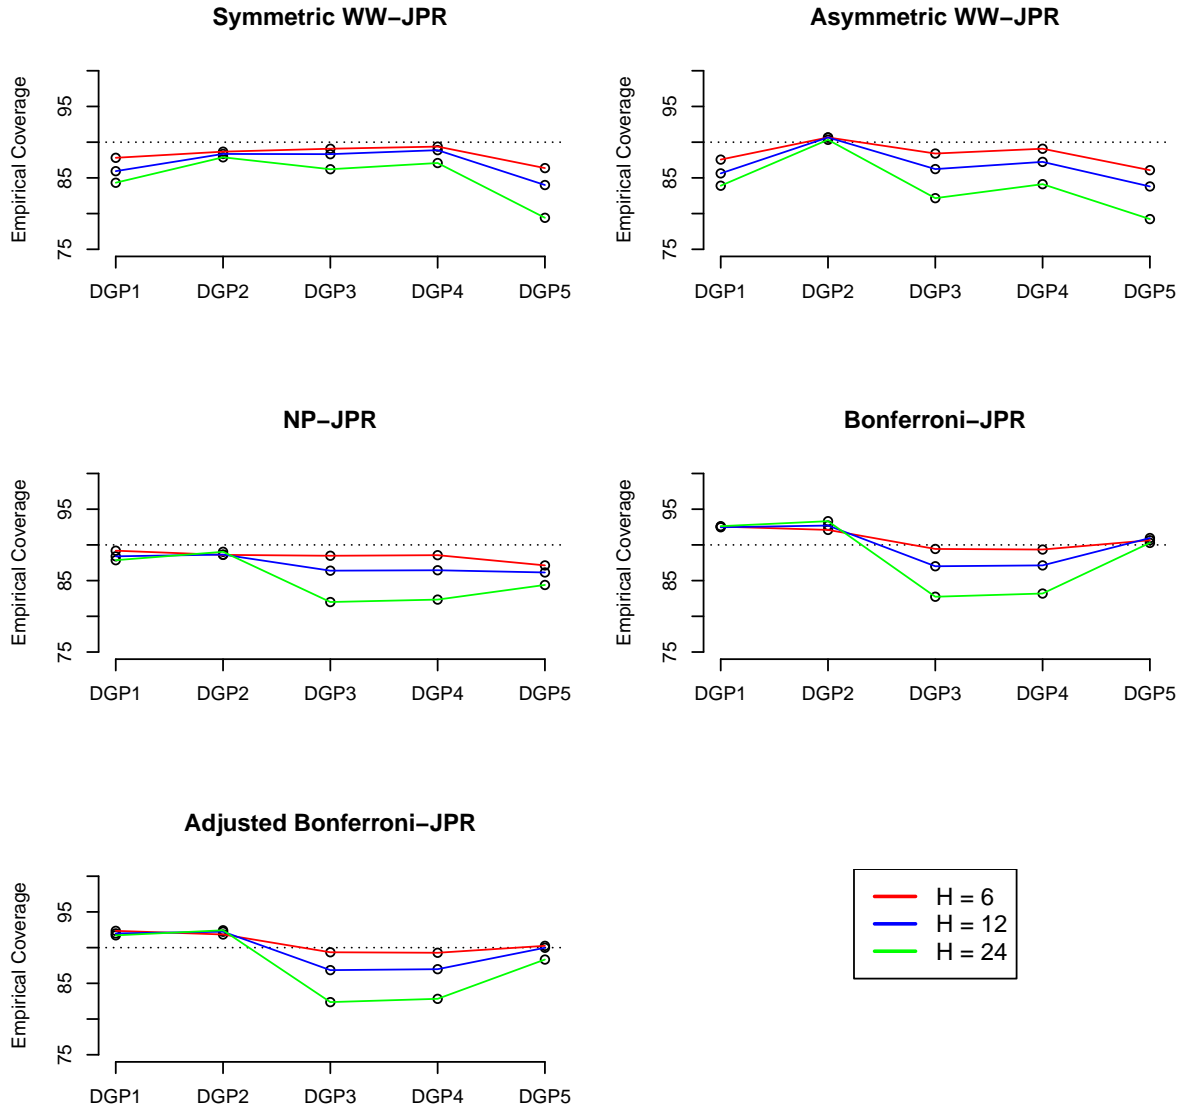 Symmetric WW−JPR
Empirical Coverage
95
85
75
DGP1 DGP2 DGP3 DGP4 DGP5
Asymmetric WW−JPR
Empirical Coverage
95
85
75
DGP1 DGP2 DGP3 DGP4 DGP5
NP−JPR
Empirical Coverage
95
85
75
DGP1 DGP2 DGP3 DGP4 DGP5
Bonferroni−JPR
Empirical Coverage
95
85
75
DGP1 DGP2 DGP3 DGP4 DGP5
Adjusted Bonferroni−JPR
Empirical Coverage
95
85
75
DGP1 DGP2 DGP3 DGP4 DGP5
H = 6
H = 12
H = 24